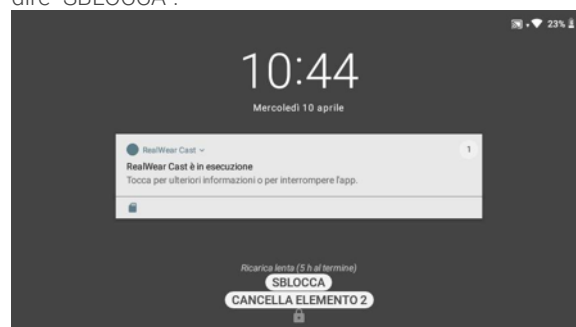 dire "SBLOCCA".
23%
10:44
Mercoledì 10 aprile
RealWear Cast
1
RealWear Cast è in esecuzione
Tocca per ulteriori informazioni o per interrompere l'app.
Ricarica lenta (5 h al termine)
SBLOCCA
CANCELLA ELEMENTO 2